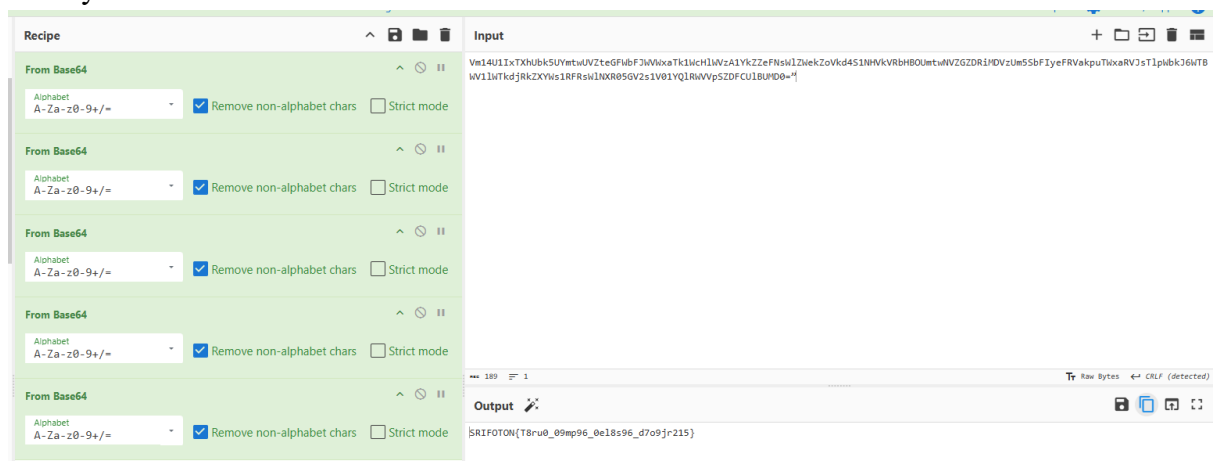 Recipe
From Base64
Alphabet
A-Za-z0-9+/=
Remove non-alphabet chars
Strict mode
From Base64
Alphabet
A-Za-z0-9+/=
Remove non-alphabet chars
Strict mode
From Base64
Alphabet
A-Za-z0-9+/=
Remove non-alphabet chars
Strict mode
From Base64
Alphabet
A-Za-z0-9+/=
Remove non-alphabet chars
Strict mode
From Base64
Alphabet
A-Za-z0-9+/=
Remove non-alphabet chars
Strict mode
Input
189
1
Raw Bytes
CRLF (detected)
Output
SRIFOTON{T8ru0_09mp96_0el8s96_d7o9jr215}